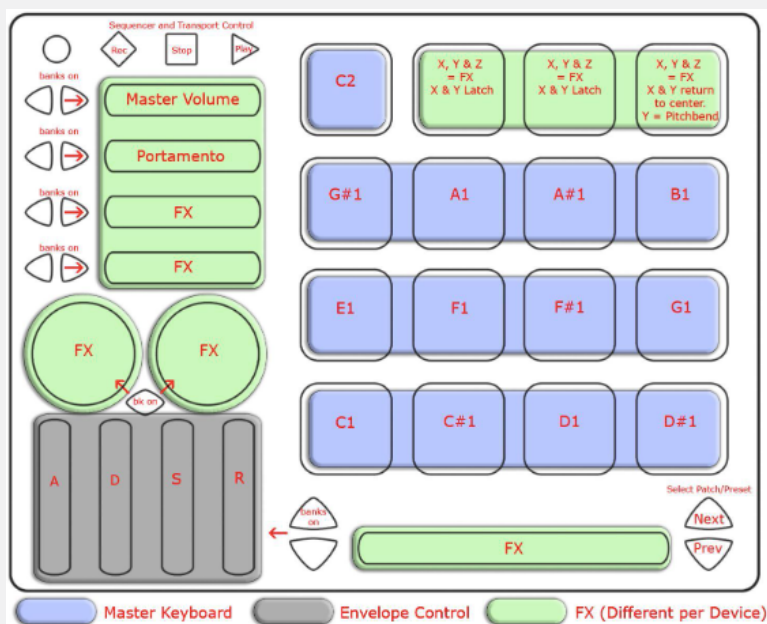 Sequencer and Transport Control
Rec
Stop
Play
banks on
Master Volume
banks on
Portamento
banks on
FX
banks on
FX
FX
FX
bk on
A
D
S
R
C2
X, Y & Z
= FX
X & Y Latch
X, Y & Z
= FX
X & Y Latch
X, Y & Z
= FX
X & Y return
to center.
Y = Pitchbend
G#1
A1
A#1
B1
E1
F1
F#1
G1
C1
C#1
D1
D#1
banks
on
FX
Select Patch/Preset
Next
Prev
Master Keyboard
Envelope Control
FX (Different per Device)